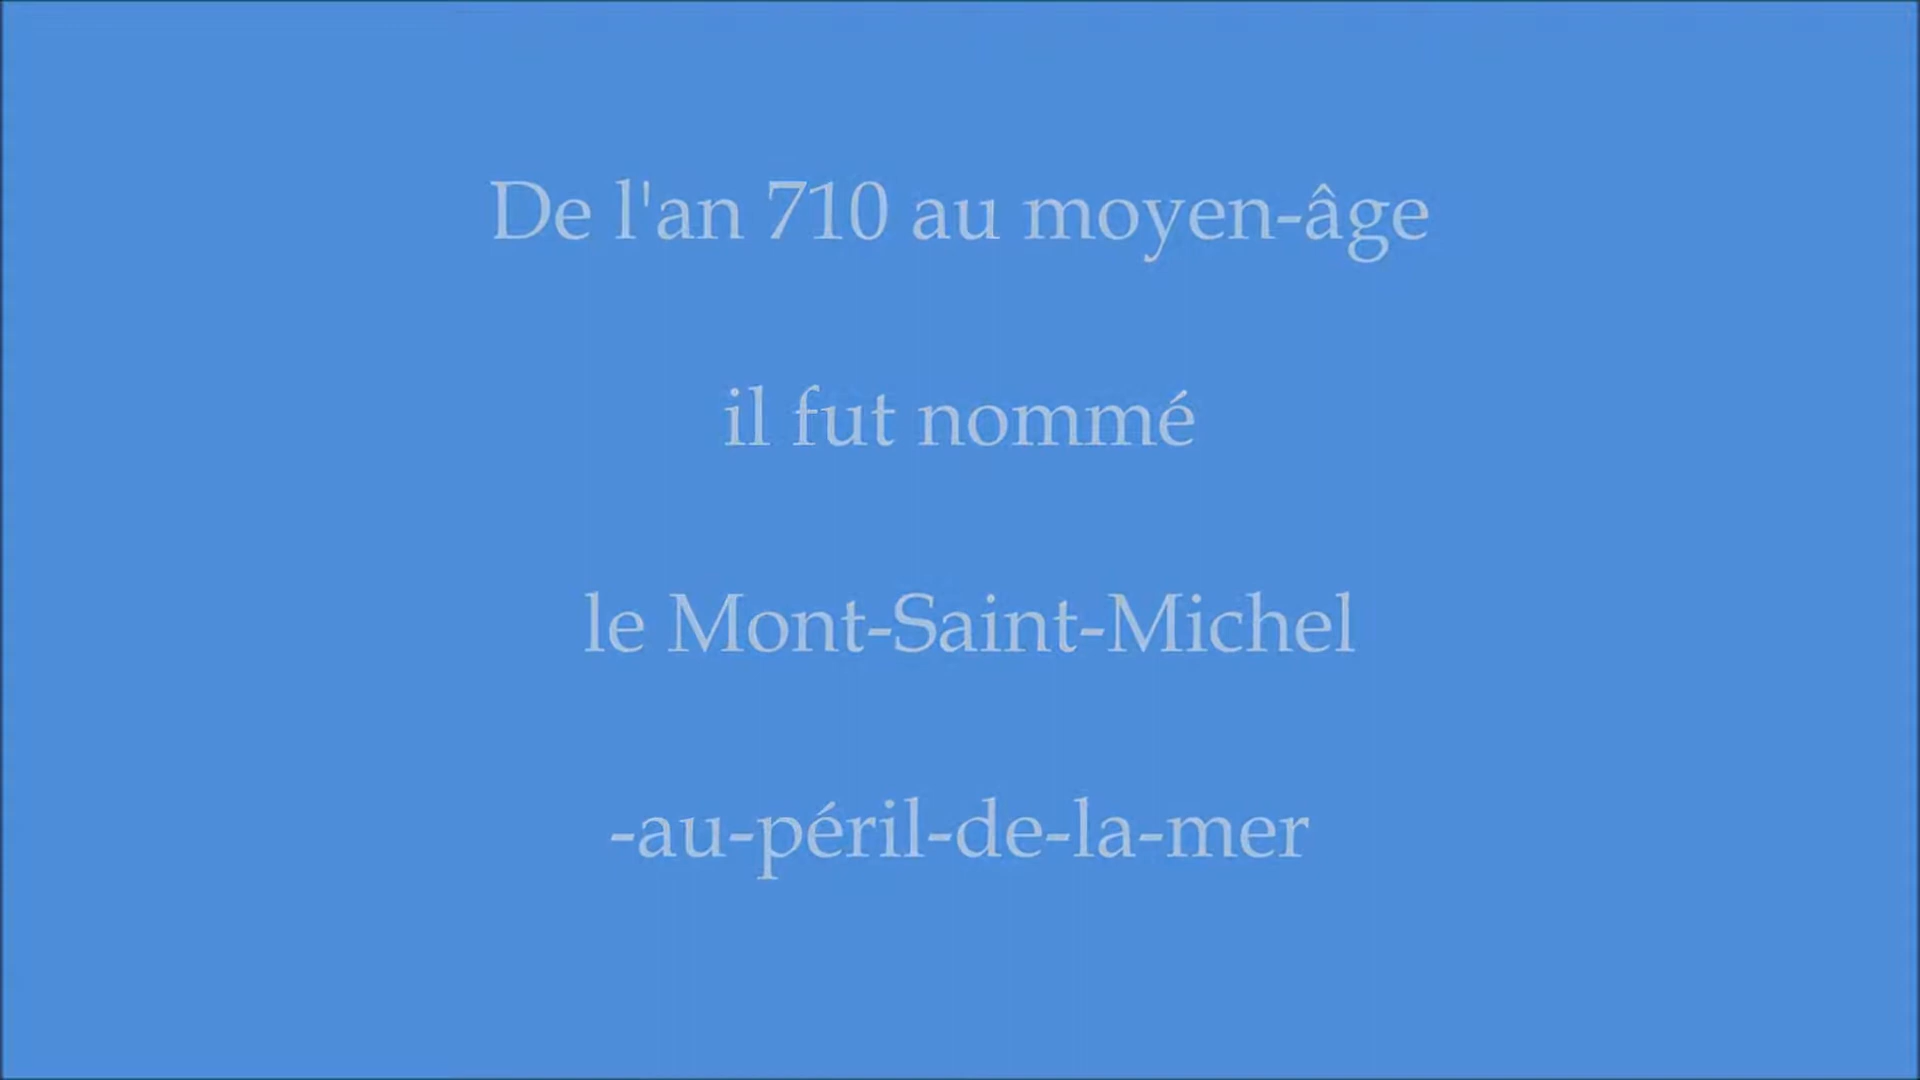 De l'an 710 au moyen-âge
il fut nommé
le Mont-Saint-Michel
-au-péril-de-la-mer